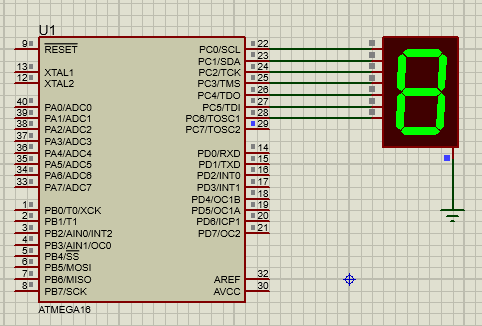 U1
9 RESET
13 XTAL1
12 XTAL2
40 PA0/ADC0
39 PA1/ADC1
38 PA2/ADC2
37 PA3/ADC3
36 PA4/ADC4
35 PA5/ADC5
34 PA6/ADC6
33 PA7/ADC7
1 PB0/T0/XCK
2 PB1/T1
3 PB2/AIN0/INT2
4 PB3/AIN1/OC0
5 PB4/SS
6 PB5/MOSI
7 PB6/MISO
8 PB7/SCK
PC0/SCL 22
PC1/SDA 23
PC2/TCK 24
PC3/TMS 25
PC4/TDO 26
PC5/TDI 27
PC6/TOSC1 28
PC7/TOSC2 29
PD0/RXD 14
PD1/TXD 15
PD2/INT0 16
PD3/INT1 17
PD4/OC1B 18
PD5/OC1A 19
PD6/ICP1 20
PD7/OC2 21
AREF 32
AVCC 30
ATMEGA16
8